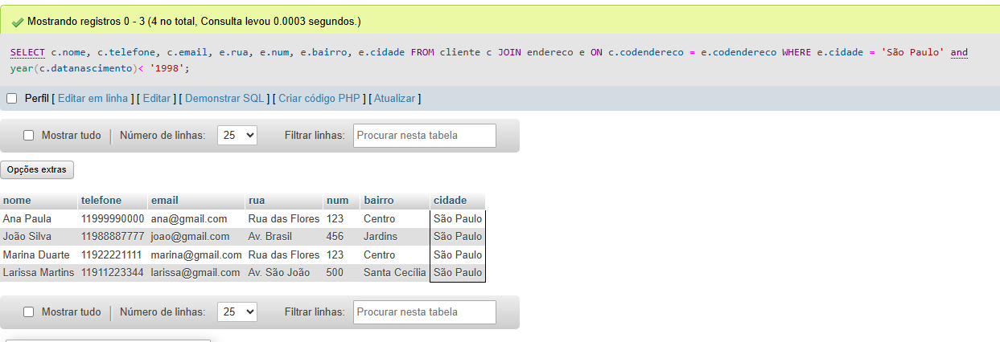 Mostrando registros 0 - 3 (4 no total, Consulta levou 0.0003 segundos.)
SELECT c.nome, c.telefone, c.email, e.rua, e.num, e.bairro, e.cidade FROM cliente c JOIN endereco e ON c.codendereco = e.codendereco WHERE e.cidade = 'São Paulo' and
year(c.datanascimento)< '1998';
Perfil [ Editar em linha ] [ Editar ] [ Demonstrar SQL ] [ Criar código PHP ] [ Atualizar ]
Mostrar tudo | Número de linhas: 25 Filtrar linhas: Procurar nesta tabela
Opções extras
nome telefone email rua num bairro cidade
Ana Paula 11999990000 ana@gmail.com Rua das Flores 123 Centro São Paulo
João Silva 11988887777 joao@gmail.com Av. Brasil 456 Jardins São Paulo
Marina Duarte 11922221111 marina@gmail.com Rua das Flores 123 Centro São Paulo
Larissa Martins 11911223344 larissa@gmail.com Av. São João 500 Santa Cecília São Paulo
Mostrar tudo | Número de linhas: 25 Filtrar linhas: Procurar nesta tabela